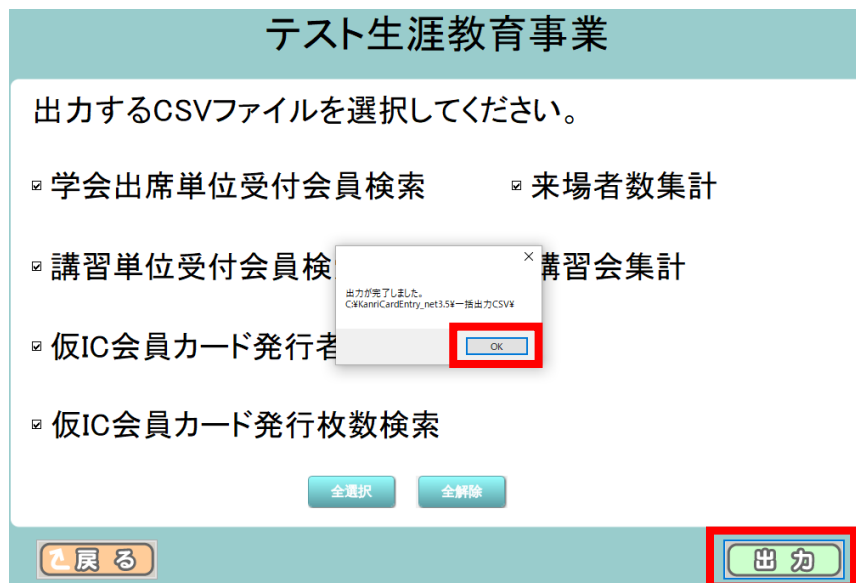 テスト生涯教育事業
出力するCSVファイルを選択してください。
学会出席単位受付会員検索
来場者数集計
講習単位受付会員検
講習会集計
出力が完了しました。
C:¥KanriCardEntry_net3.5¥一括出力CSV¥
OK
仮IC会員カード発行者
仮IC会員カード発行枚数検索
全選択
全解除
戻る
出力